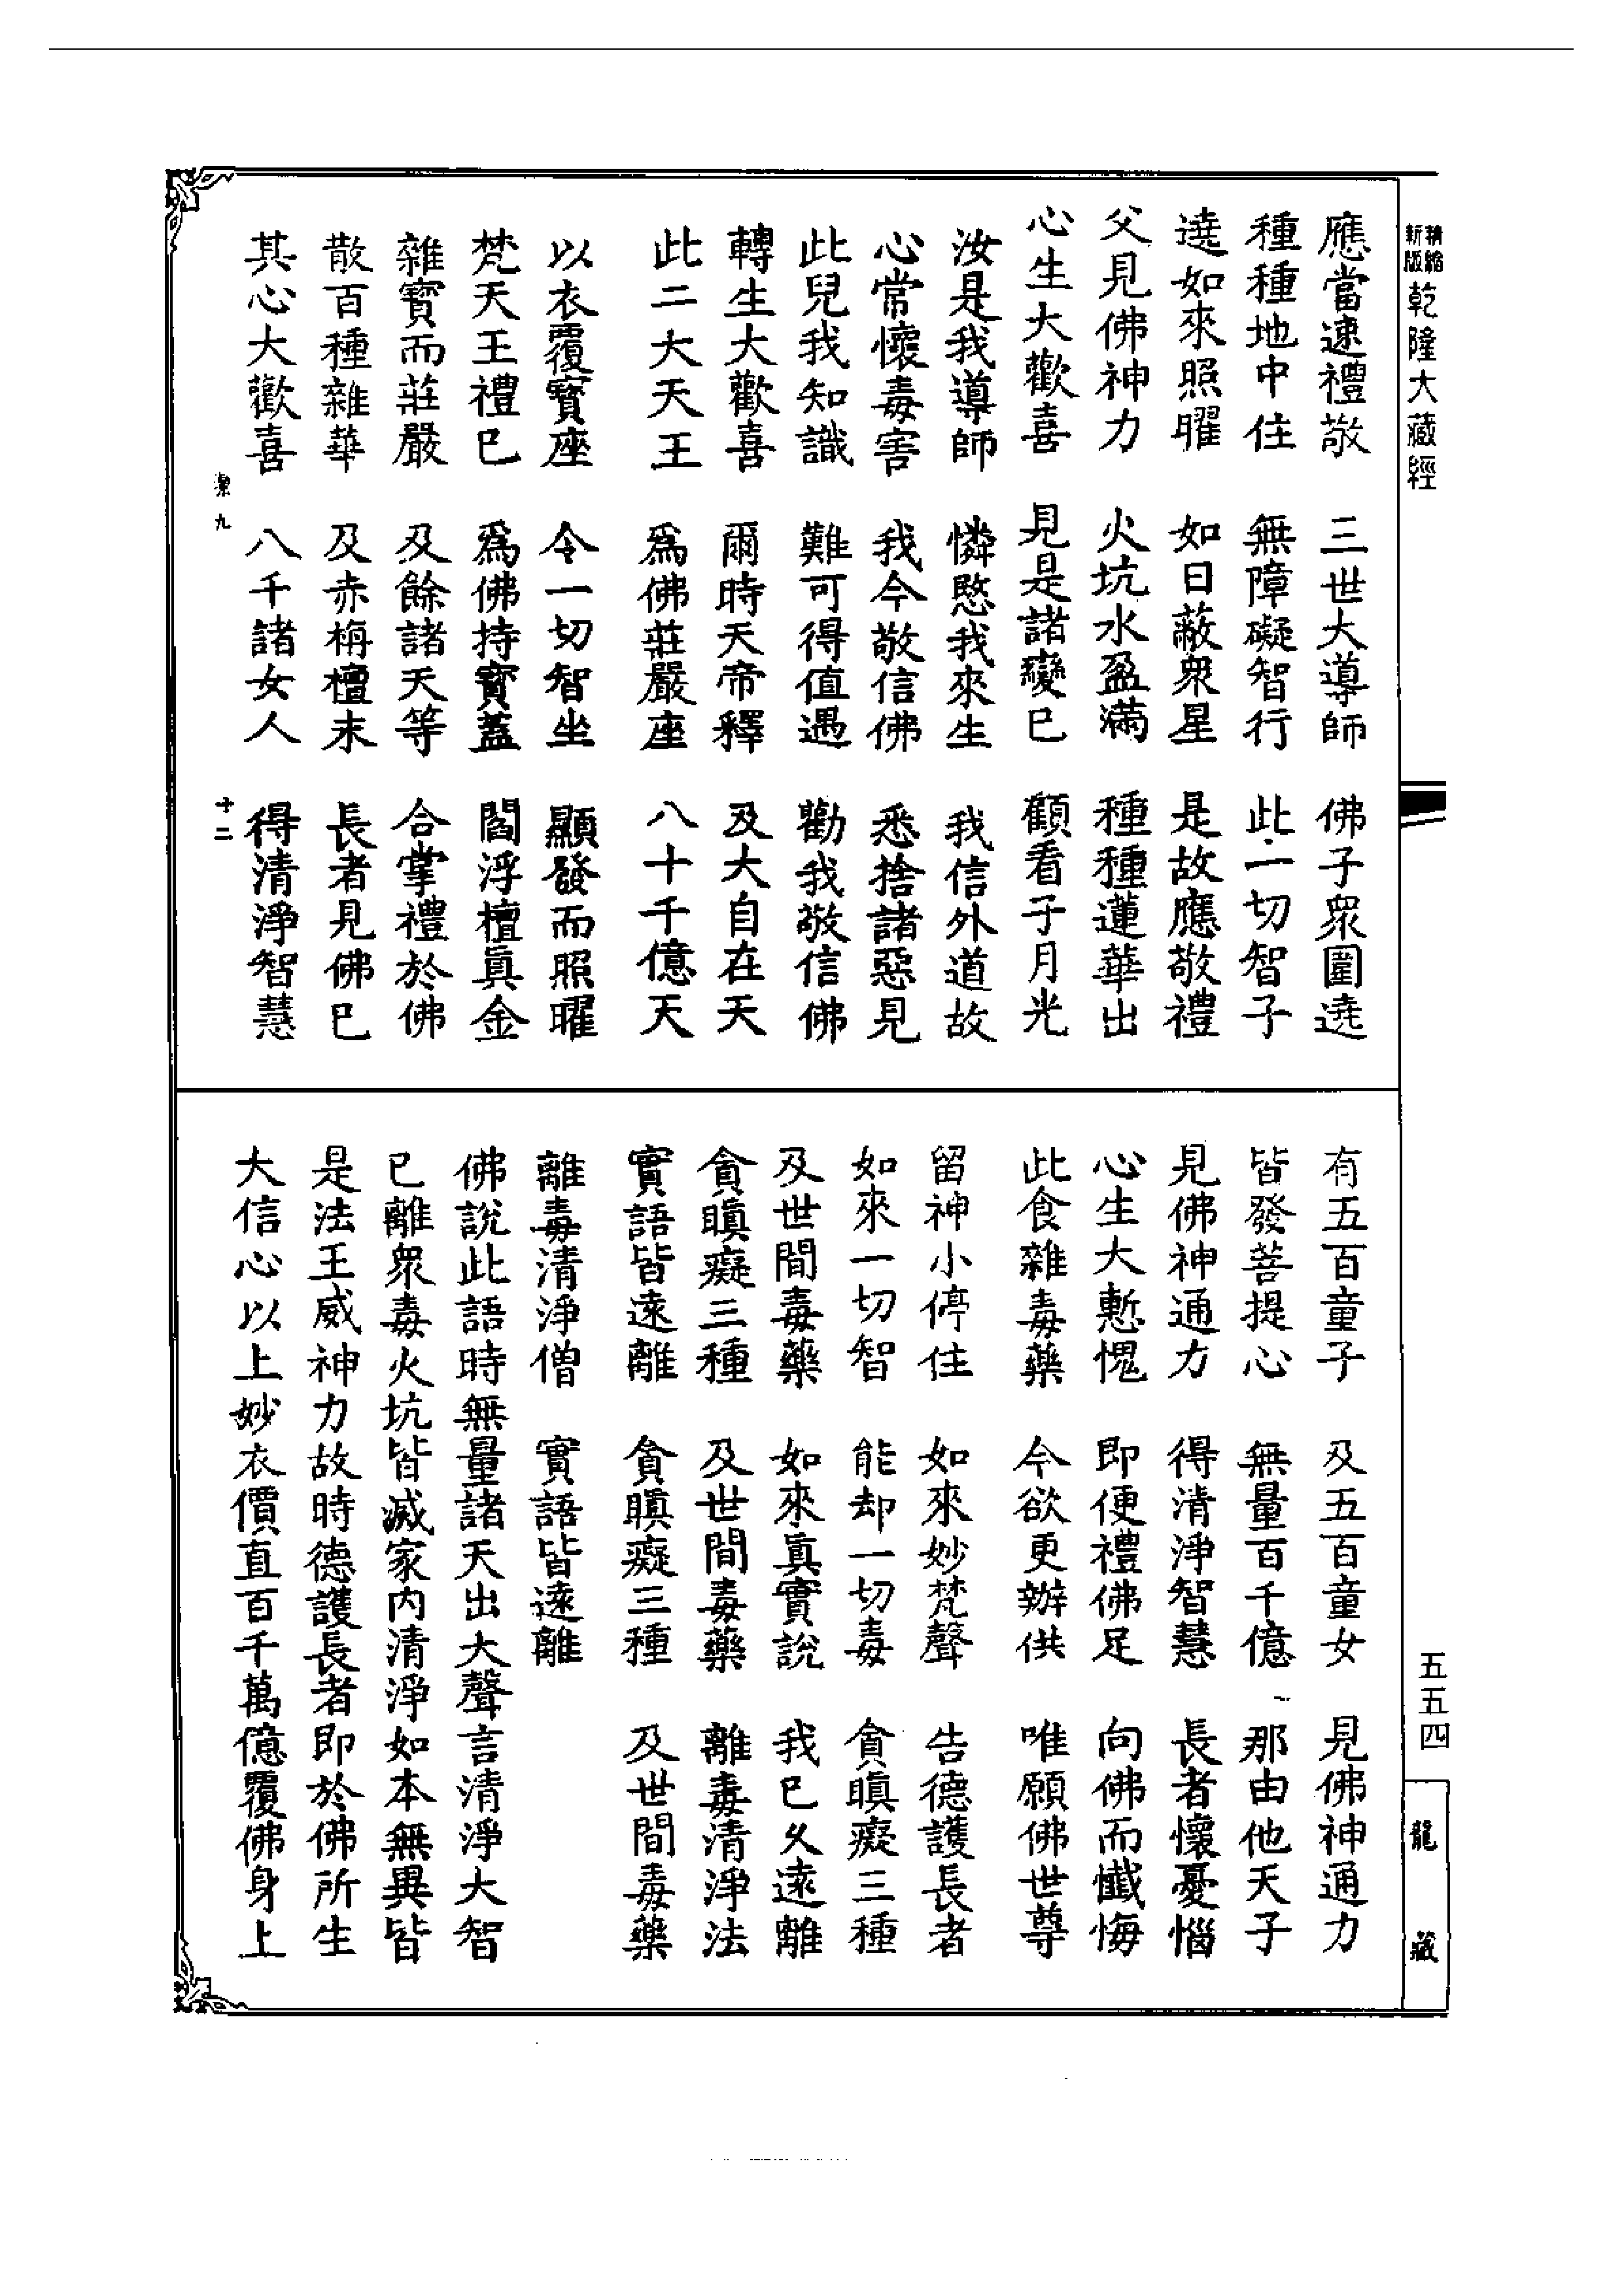 精縮新版乾隆大藏經
應當速禮敬　三世大導師　佛子眾圍遶
種種地中住　無障礙智行　此一切智子
遶如來照曜　如日蔽眾星　是故應敬禮
父見佛神力　火坑水盈滿　種種蓮華出
心生大歡喜　見是諸變已　顧看子月光
汝是我導師　憐愍我來生　我信外道故
心常懷毒害　我今敬信佛　悉捨諸惡見
此兒我知識　難可得值遇　勸我敬信佛
轉生大歡喜　爾時天帝釋　及大自在天
此二大天王　為佛莊嚴座　八十千億天
以衣覆寶座　令一切智坐　顯發而照曜
梵天王禮已　為佛持寶蓋　閻浮檀真金
雜寶而莊嚴　及餘諸天等　合掌禮於佛
散百種雜華　及赤栴檀末　長者見佛已
其心大歡喜　八千諸女人　得清淨智慧
潔九　十二
有五百童子　及五百童女　見佛神通力
皆發菩提心　無量百千億　那由他天子
見佛神通力　得清淨智慧　長者懷憂惱
心生大慙愧　即便禮佛足　向佛而懺悔
此食雜毒藥　今欲更辦供　唯願佛世尊
留神小停住　如來妙梵聲　告德護長者
如來一切智　能却一切毒　貪瞋癡三種
及世間毒藥　如來真實說　我已久遠離
貪瞋癡三種　及世間毒藥　離毒清淨法
實語皆遠離　貪瞋癡三種　及世間毒藥
離毒清淨僧　實語皆遠離
佛說此語時無量諸天出大聲言清淨大智
已離眾毒火坑皆滅家內清淨如本無異皆
是法王威神力故時德護長者即於佛所生
大信心以上妙衣價直百千萬億覆佛身上
五五四
龍藏